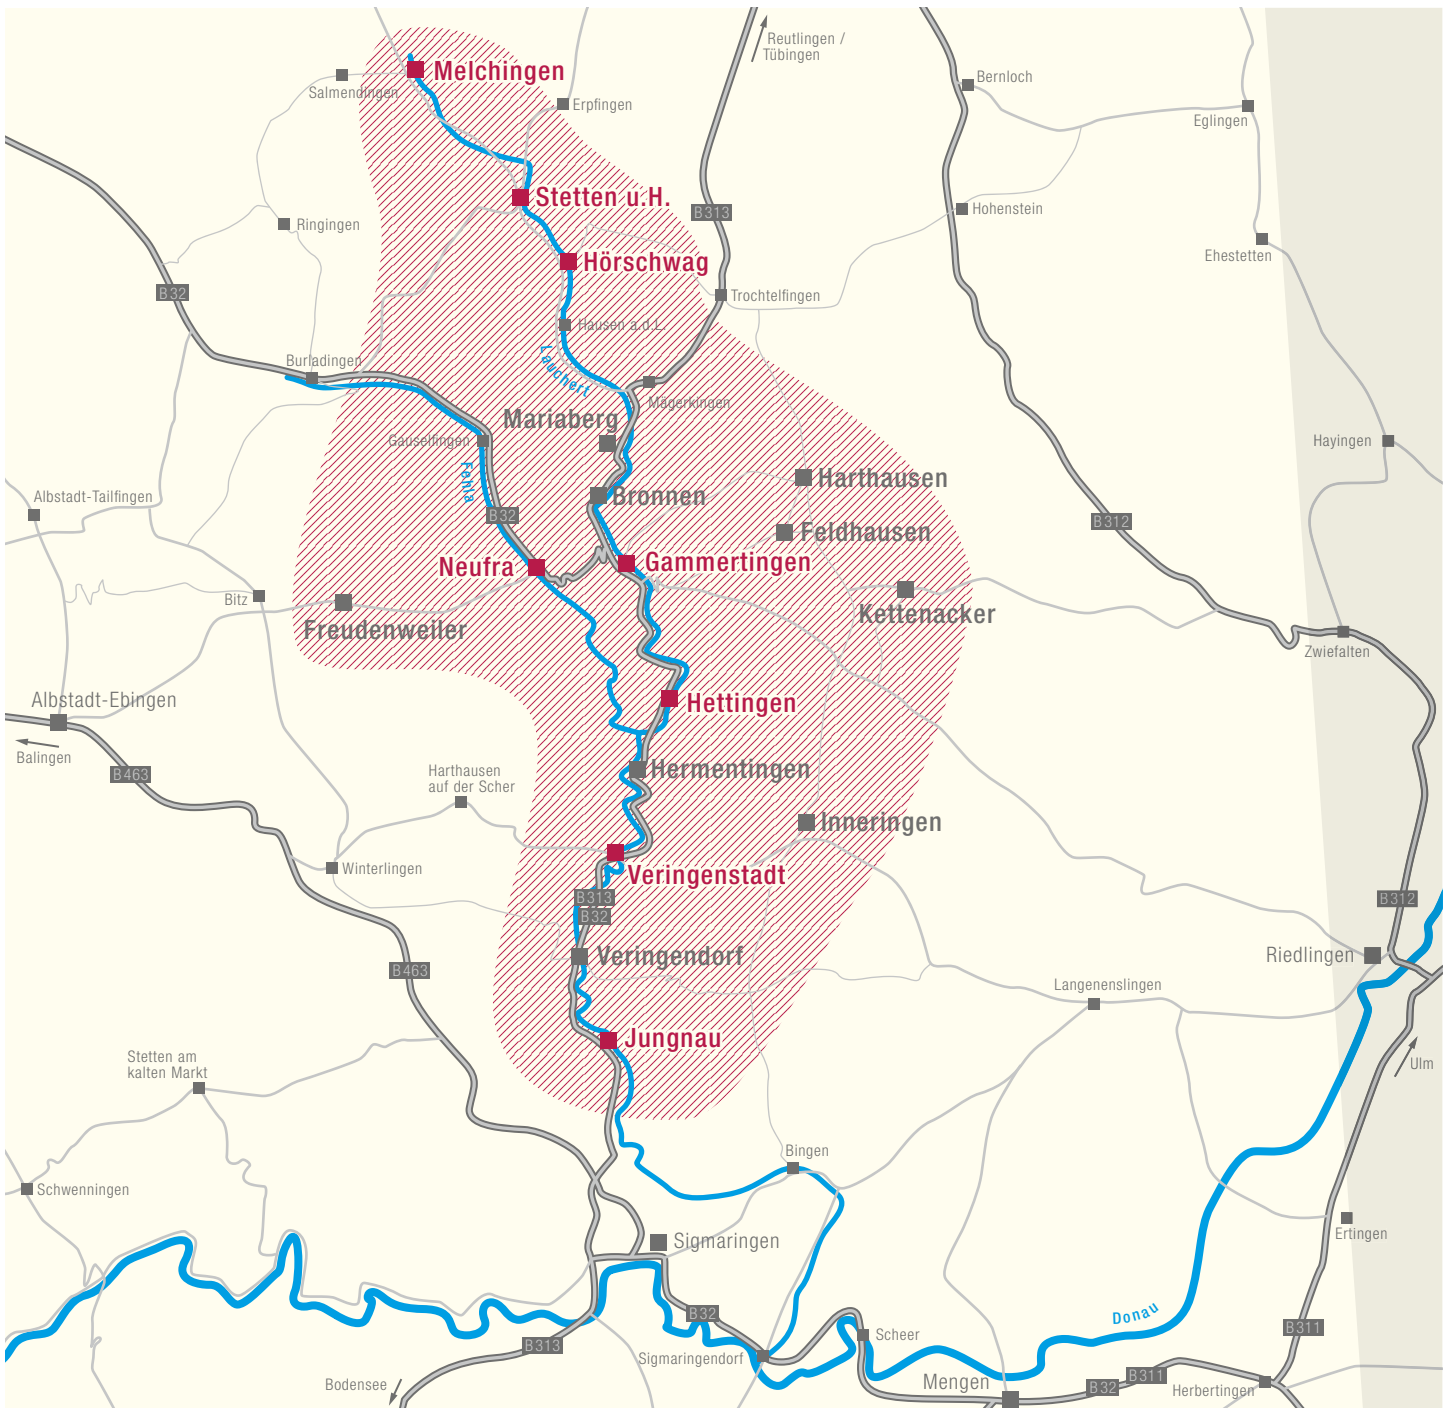 Reutlingen /
Tübingen
Melchingen
Salmendingen
Erpfingen
Bernloch
Eglingen
Stetten u.H.
B313
Hohenstein
Ringingen
Ehestetten
Hörschwag
B32
Trochtelfingen
Hausen a.d.L.
Burladingen
Lauchert
Mägerkingen
Mariaberg
Gauselfingen
Hayingen
Fehla
Harthausen
Albstadt-Tailfingen
Bronnen
B32
B312
Feldhausen
Neufra
Gammertingen
Bitz
Kettenacker
Freudenweiler
Zwiefalten
Albstadt-Ebingen
Hettingen
Balingen
B463
Harthausen
auf der Scher
Hermentingen
Inneringen
Winterlingen
Veringenstadt
B313
B32
B312
Veringendorf
Riedlingen
B463
Langenenslingen
Jungnau
Stetten am
kalten Markt
Ulm
Bingen
Schwenningen
Sigmaringen
Ertingen
B32
Donau
B311
Scheer
B313
Sigmaringendorf
Bodensee
Mengen
B32
B311
Herbertingen